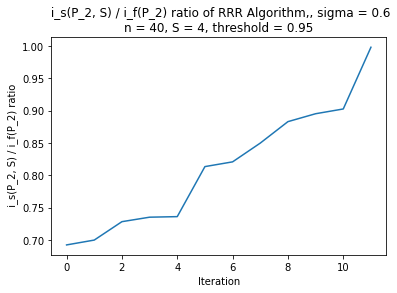 i_s(P_2, S) / i_f(P_2) ratio of RRR Algorithm,, sigma = 0.6
n = 40, S = 4, threshold = 0.95
1.00
0.95
0.90
0.85
0.80
0.75
0.70
i_s(P_2, S) / i_f(P_2) ratio
0 2 4 6 8 10
Iteration